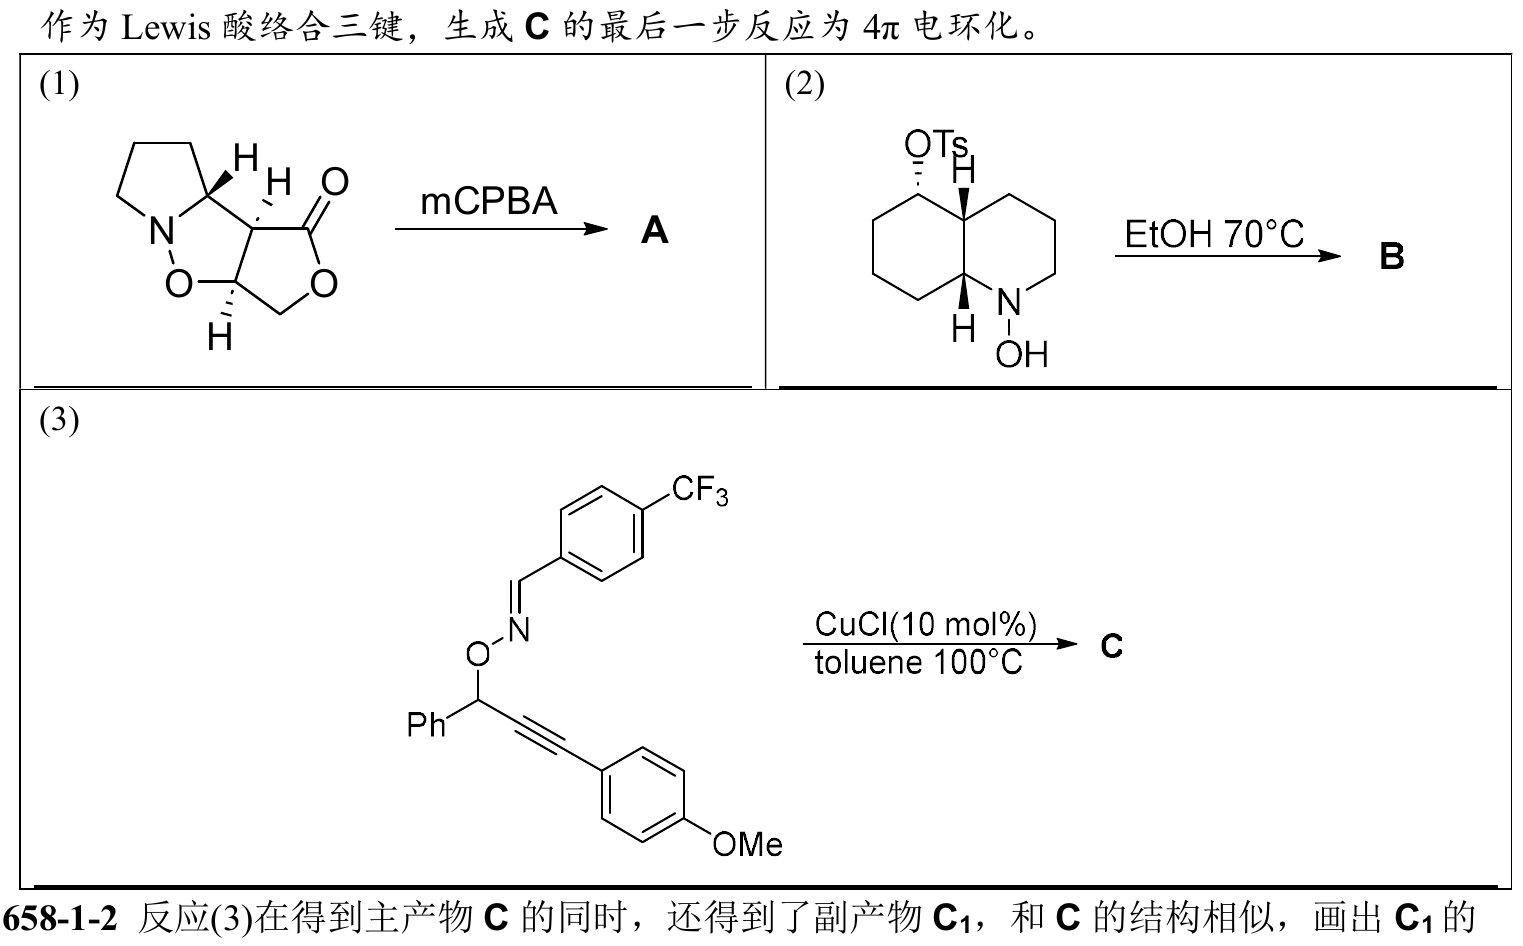 作为 Lewis 酸络合三键，生成 C 的最后一步反应为 4π 电环化。
(1)
H
H
O
N
O
O
H
mCPBA
A
(2)
OTs
H
H
N
OH
EtOH 70°C
B
(3)
CF3
N
O
Ph
OMe
CuCl(10 mol%)
toluene 100°C
C
658-1-2 反应(3)在得到主产物 C 的同时，还得到了副产物 C1，和 C 的结构相似，画出 C1 的